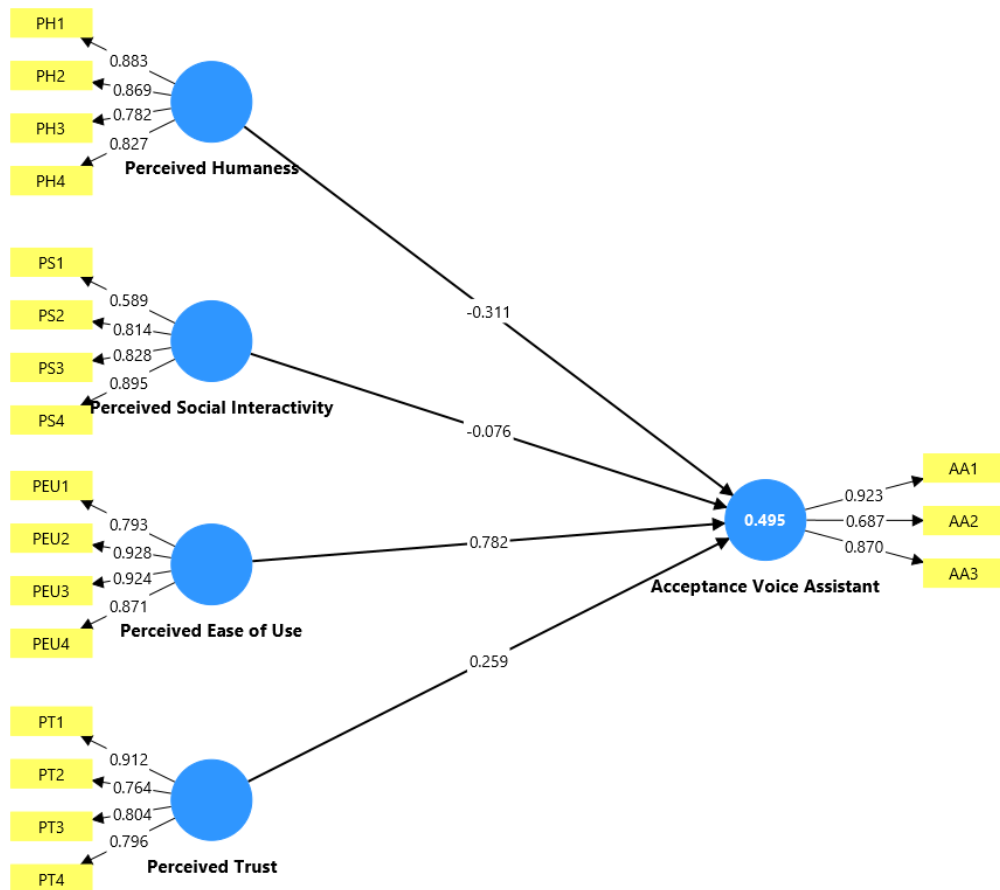 PH1
0.883
PH2
0.869
PH3
0.782
0.827
PH4
Perceived Humaness
PS1
0.589
PS2
0.814
PS3
0.828
0.895
PS4
Perceived Social Interactivity
PEU1
0.793
PEU2
0.928
PEU3
0.924
0.871
PEU4
Perceived Ease of Use
PT1
0.912
PT2
0.764
PT3
0.804
0.796
PT4
Perceived Trust
-0.311
-0.076
0.782
0.259
0.495
Acceptance Voice Assistant
AA1
0.923
AA2
0.687
0.870
AA3